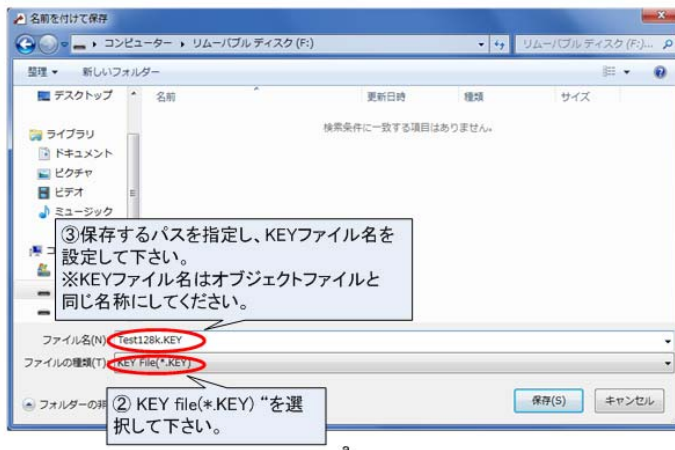 名前を付けて保存
コンピューター ▸ リムーバブル ディスク (F:)
リムーバブル ディスク (F:)...
整理 ▼ 新しいフォルダー
デスクトップ
名前 更新日時 種類 サイズ
検索条件に一致する項目はありません。
ライブラリ
ドキュメント
ピクチャ
ビデオ
ミュージック
③保存するパスを指定し、KEYファイル名を
設定して下さい。
※KEYファイル名はオブジェクトファイルと
同じ名称にしてください。
ファイル名(N): Test128k.KEY
ファイルの種類(T): KEY File(*.KEY)
フォルダーの非
② KEY file(*.KEY) “を選
択して下さい。
保存(S) キャンセル
a